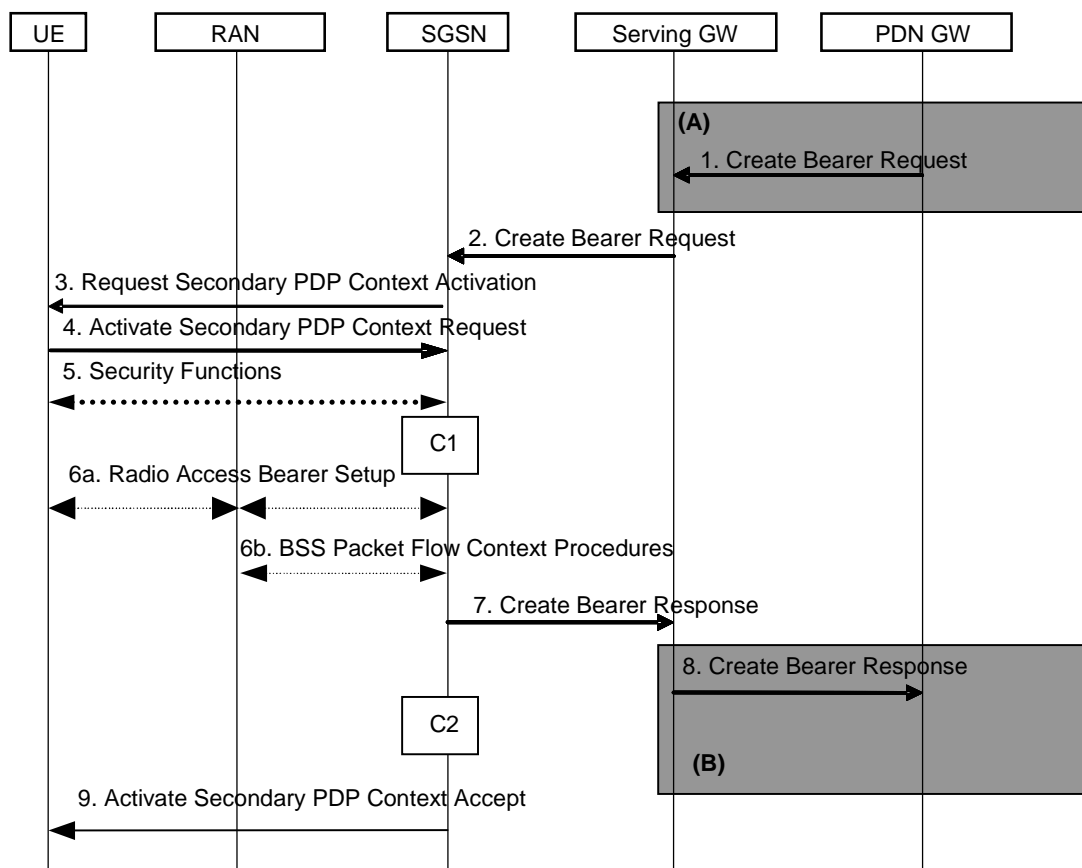 UE
RAN
SGSN
Serving GW
PDN GW
(A)
1. Create Bearer Request
2. Create Bearer Request
3. Request Secondary PDP Context Activation
4. Activate Secondary PDP Context Request
5. Security Functions
C1
6a. Radio Access Bearer Setup
6b. BSS Packet Flow Context Procedures
7. Create Bearer Response
8. Create Bearer Response
C2
(B)
9. Activate Secondary PDP Context Accept